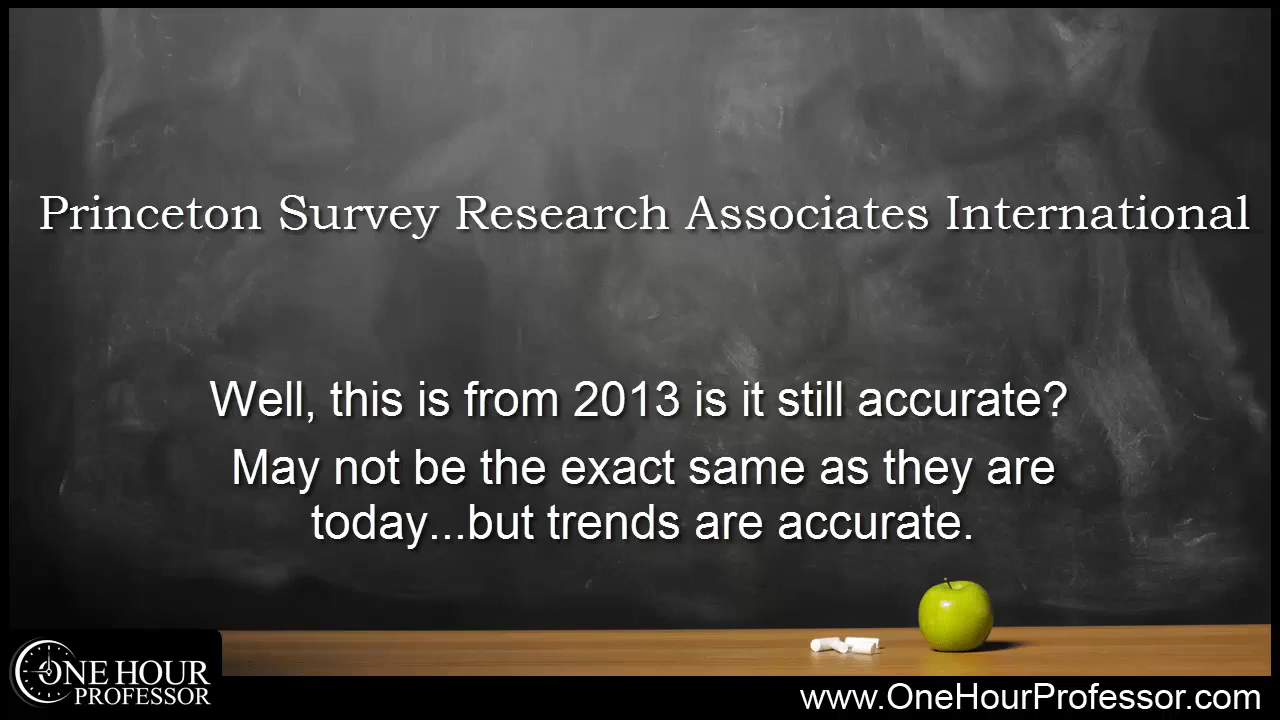 Princeton Survey Research Associates International
Well, this is from 2013 is it still accurate?
May not be the exact same as they are
today...but trends are accurate.
ONE HOUR
PROFESSOR
www.OneHourProfessor.com